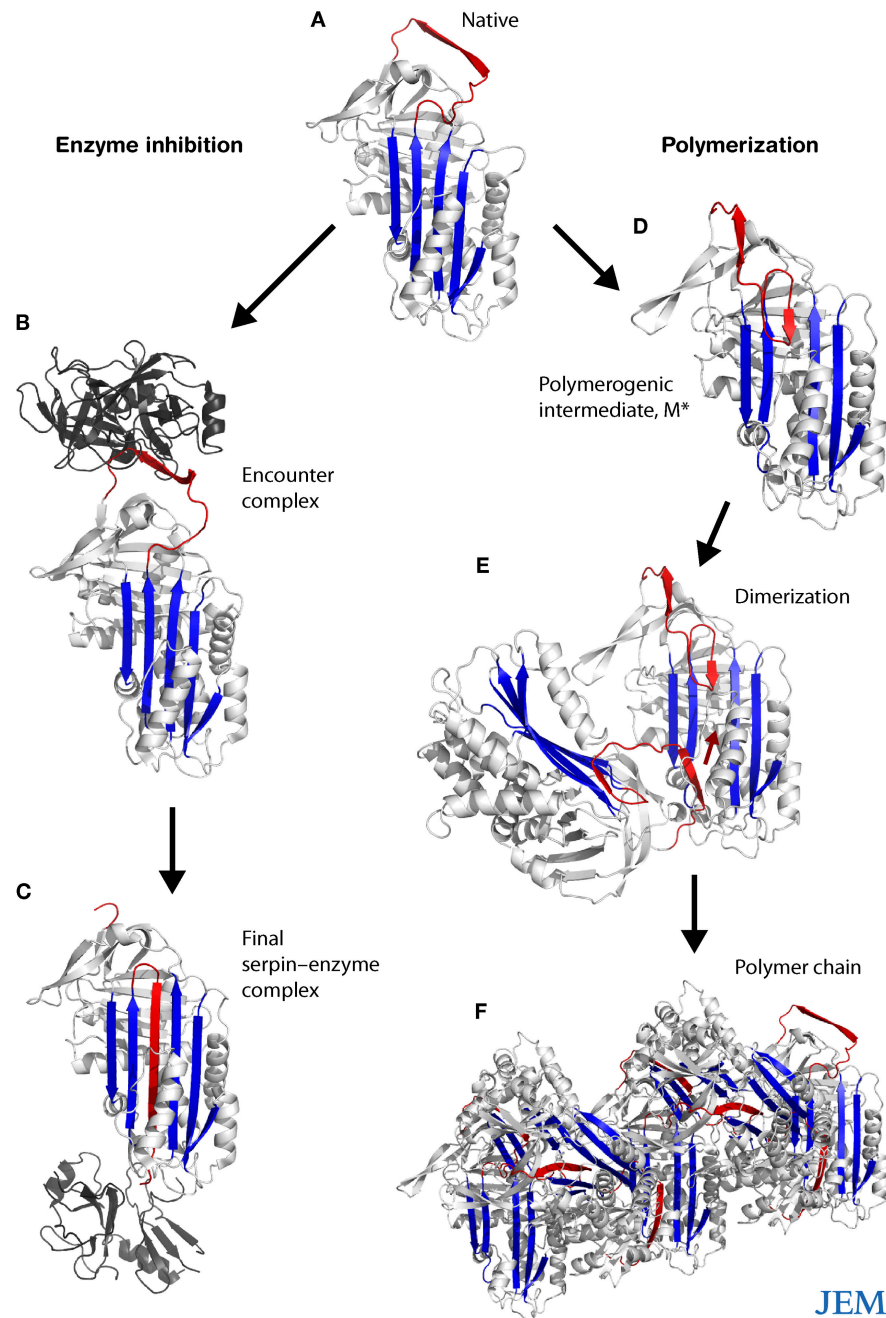 A
Native
Enzyme inhibition
Polymerization
D
B
Polymerogenic
intermediate, M*
Encounter
complex
E
Dimerization
C
Final
serpin–enzyme
complex
Polymer chain
F
JEM